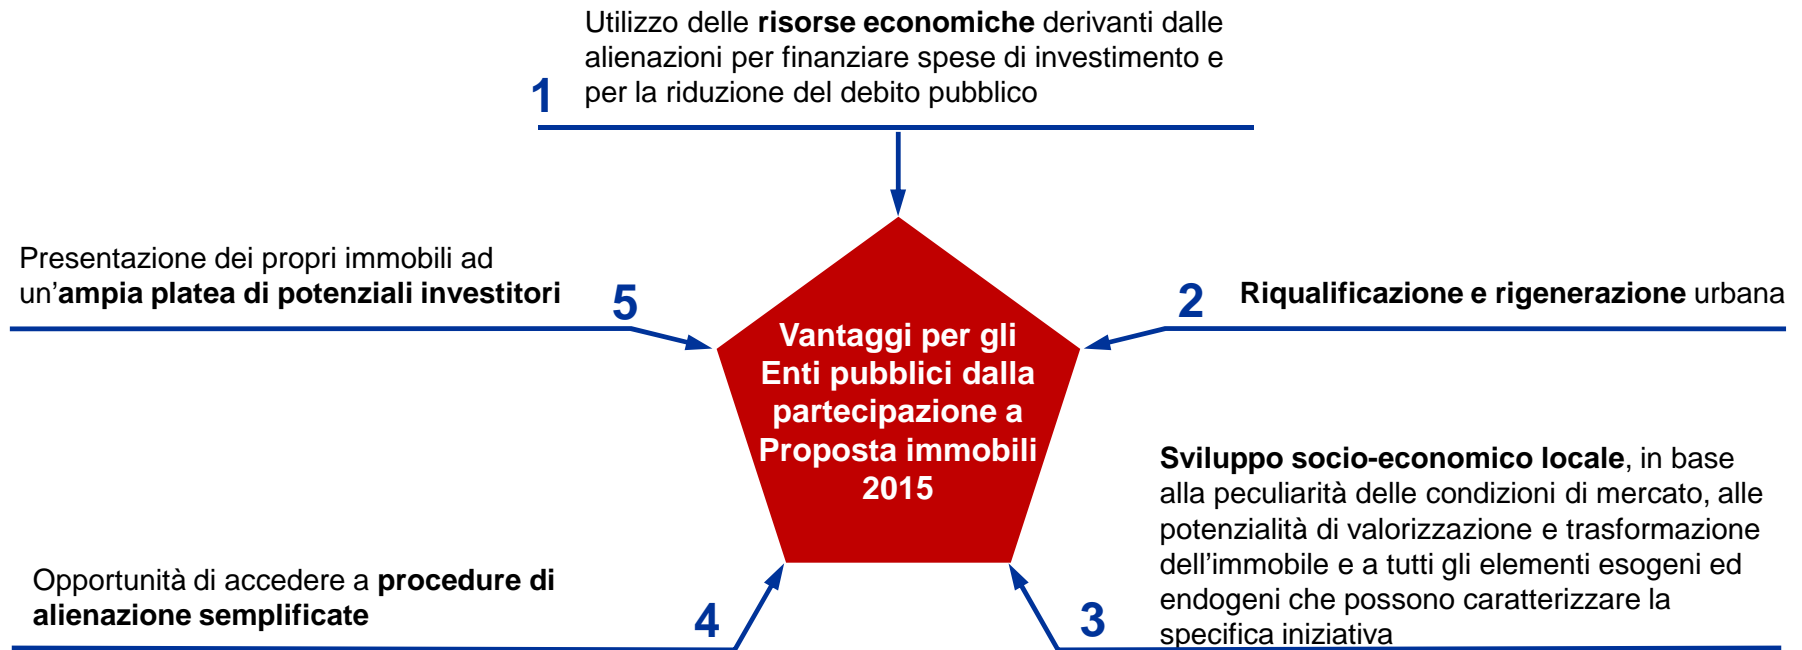 Utilizzo delle risorse economiche derivanti dalle
alienazioni per finanziare spese di investimento e
per la riduzione del debito pubblico
1
Riqualificazione e rigenerazione urbana
2
Sviluppo socio-economico locale, in base
alla peculiarità delle condizioni di mercato, alle
potenzialità di valorizzazione e trasformazione
dell’immobile e a tutti gli elementi esogeni ed
endogeni che possono caratterizzare la
specifica iniziativa
3
Opportunità di accedere a procedure di
alienazione semplificate
4
Presentazione dei propri immobili ad
un’ampia platea di potenziali investitori
5
Vantaggi per gli
Enti pubblici dalla
partecipazione a
Proposta immobili
2015